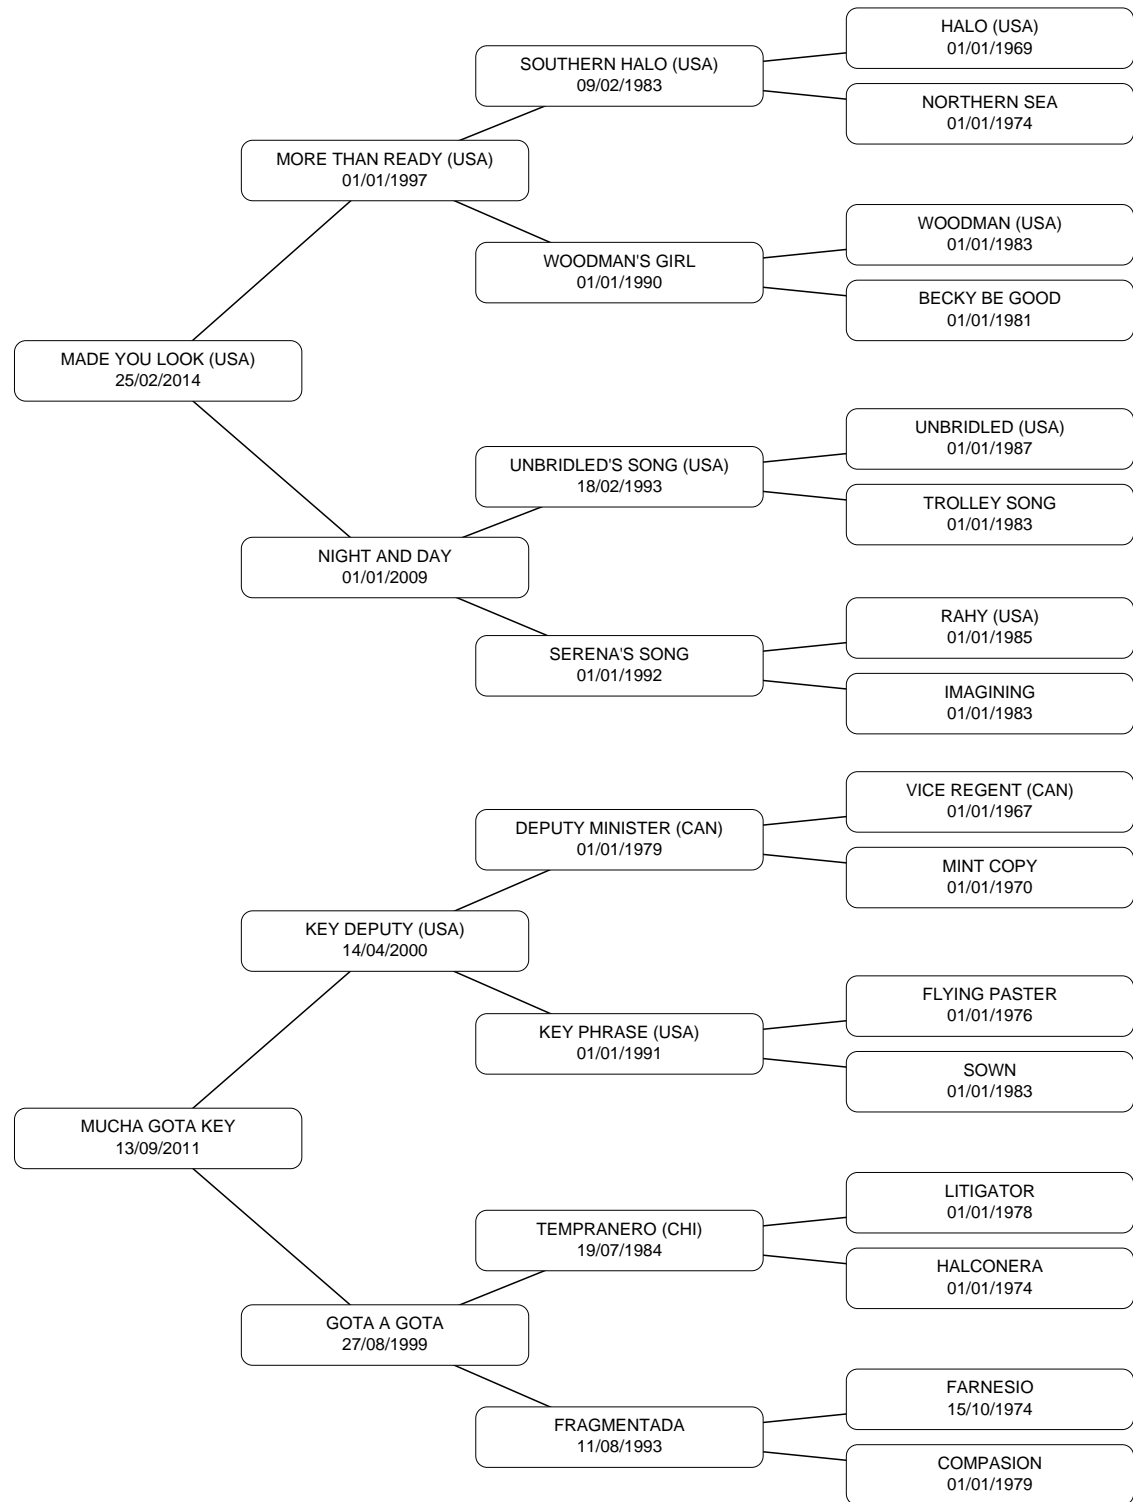 HALO (USA)
01/01/1969
SOUTHERN HALO (USA)
09/02/1983
NORTHERN SEA
01/01/1974
MORE THAN READY (USA)
01/01/1997
WOODMAN (USA)
01/01/1983
WOODMAN'S GIRL
01/01/1990
BECKY BE GOOD
01/01/1981
MADE YOU LOOK (USA)
25/02/2014
UNBRIDLED (USA)
01/01/1987
UNBRIDLED'S SONG (USA)
18/02/1993
TROLLEY SONG
01/01/1983
NIGHT AND DAY
01/01/2009
RAHY (USA)
01/01/1985
SERENA'S SONG
01/01/1992
IMAGINING
01/01/1983
VICE REGENT (CAN)
01/01/1967
DEPUTY MINISTER (CAN)
01/01/1979
MINT COPY
01/01/1970
KEY DEPUTY (USA)
14/04/2000
FLYING PASTER
01/01/1976
KEY PHRASE (USA)
01/01/1991
SOWN
01/01/1983
MUCHA GOTA KEY
13/09/2011
LITIGATOR
01/01/1978
TEMPRANERO (CHI)
19/07/1984
HALCONERA
01/01/1974
GOTA A GOTA
27/08/1999
FARNESIO
15/10/1974
FRAGMENTADA
11/08/1993
COMPASION
01/01/1979